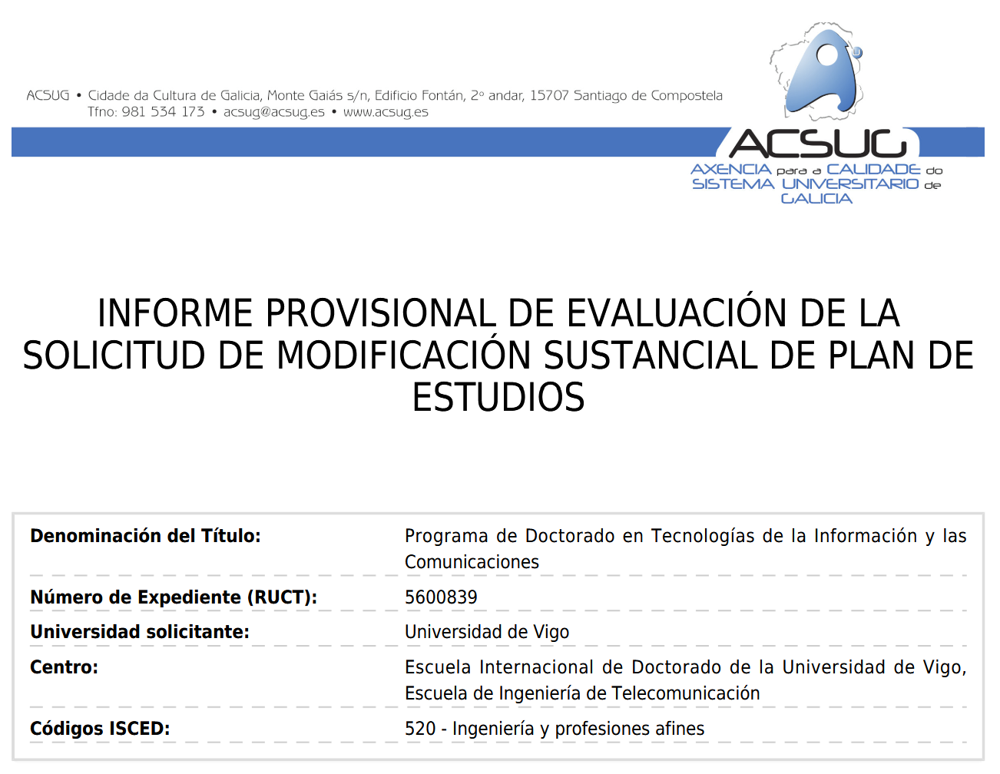 ACSUG • Cidade da Cultura de Galicia, Monte Gaiás s/n, Edificio Fontán, 2º andar, 15707 Santiago de Compostela
Tfno: 981 534 173 • acsug@acsug.es • www.acsug.es
ACSUG
AXENCIA para a CALIDADE do
SISTEMA UNIVERSITARIO de
GALICIA
INFORME PROVISIONAL DE EVALUACIÓN DE LA
SOLICITUD DE MODIFICACIÓN SUSTANCIAL DE PLAN DE
ESTUDIOS
Denominación del Título: Programa de Doctorado en Tecnologías de la Información y las
Comunicaciones
Número de Expediente (RUCT): 5600839
Universidad solicitante: Universidad de Vigo
Centro: Escuela Internacional de Doctorado de la Universidad de Vigo,
Escuela de Ingeniería de Telecomunicación
Códigos ISCED: 520 - Ingeniería y profesiones afines